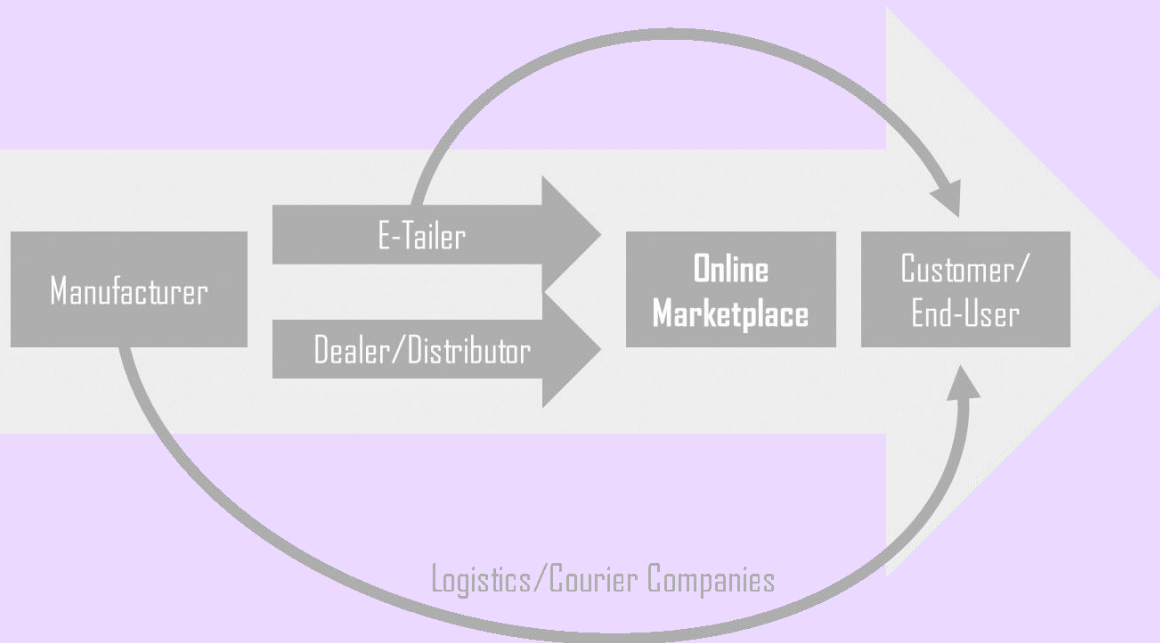 Manufacturer
E-Tailer
Dealer/Distributor
Online
Marketplace
Customer/
End-User
Logistics/Courier Companies